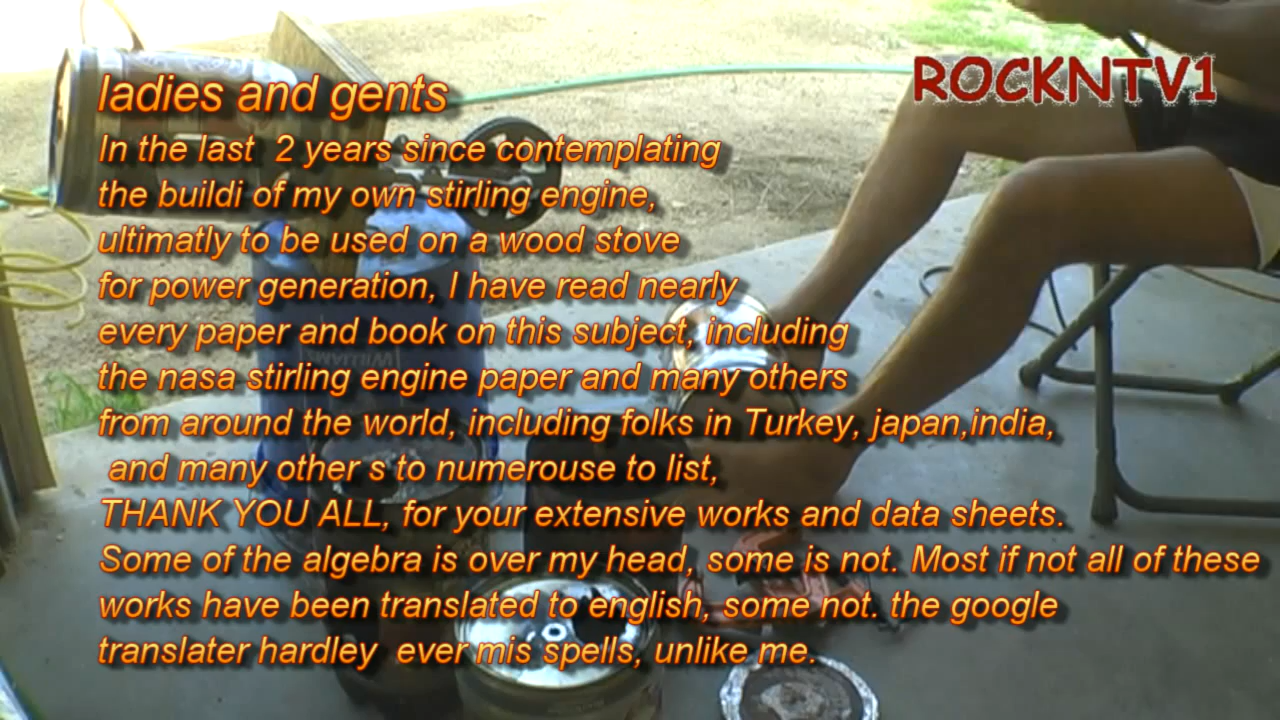 ROCKNTV1
ladies and gents
In the last 2 years since contemplating
the buildi of my own stirling engine,
ultimatly to be used on a wood stove
for power generation, I have read nearly
every paper and book on this subject, including
the nasa stirling engine paper and many others
from around the world, including folks in Turkey, japan,india,
and many other s to numerouse to list,
THANK YOU ALL, for your extensive works and data sheets.
Some of the algebra is over my head, some is not. Most if not all of these
works have been translated to english, some not. the google
translater hardley ever mis spells, unlike me.